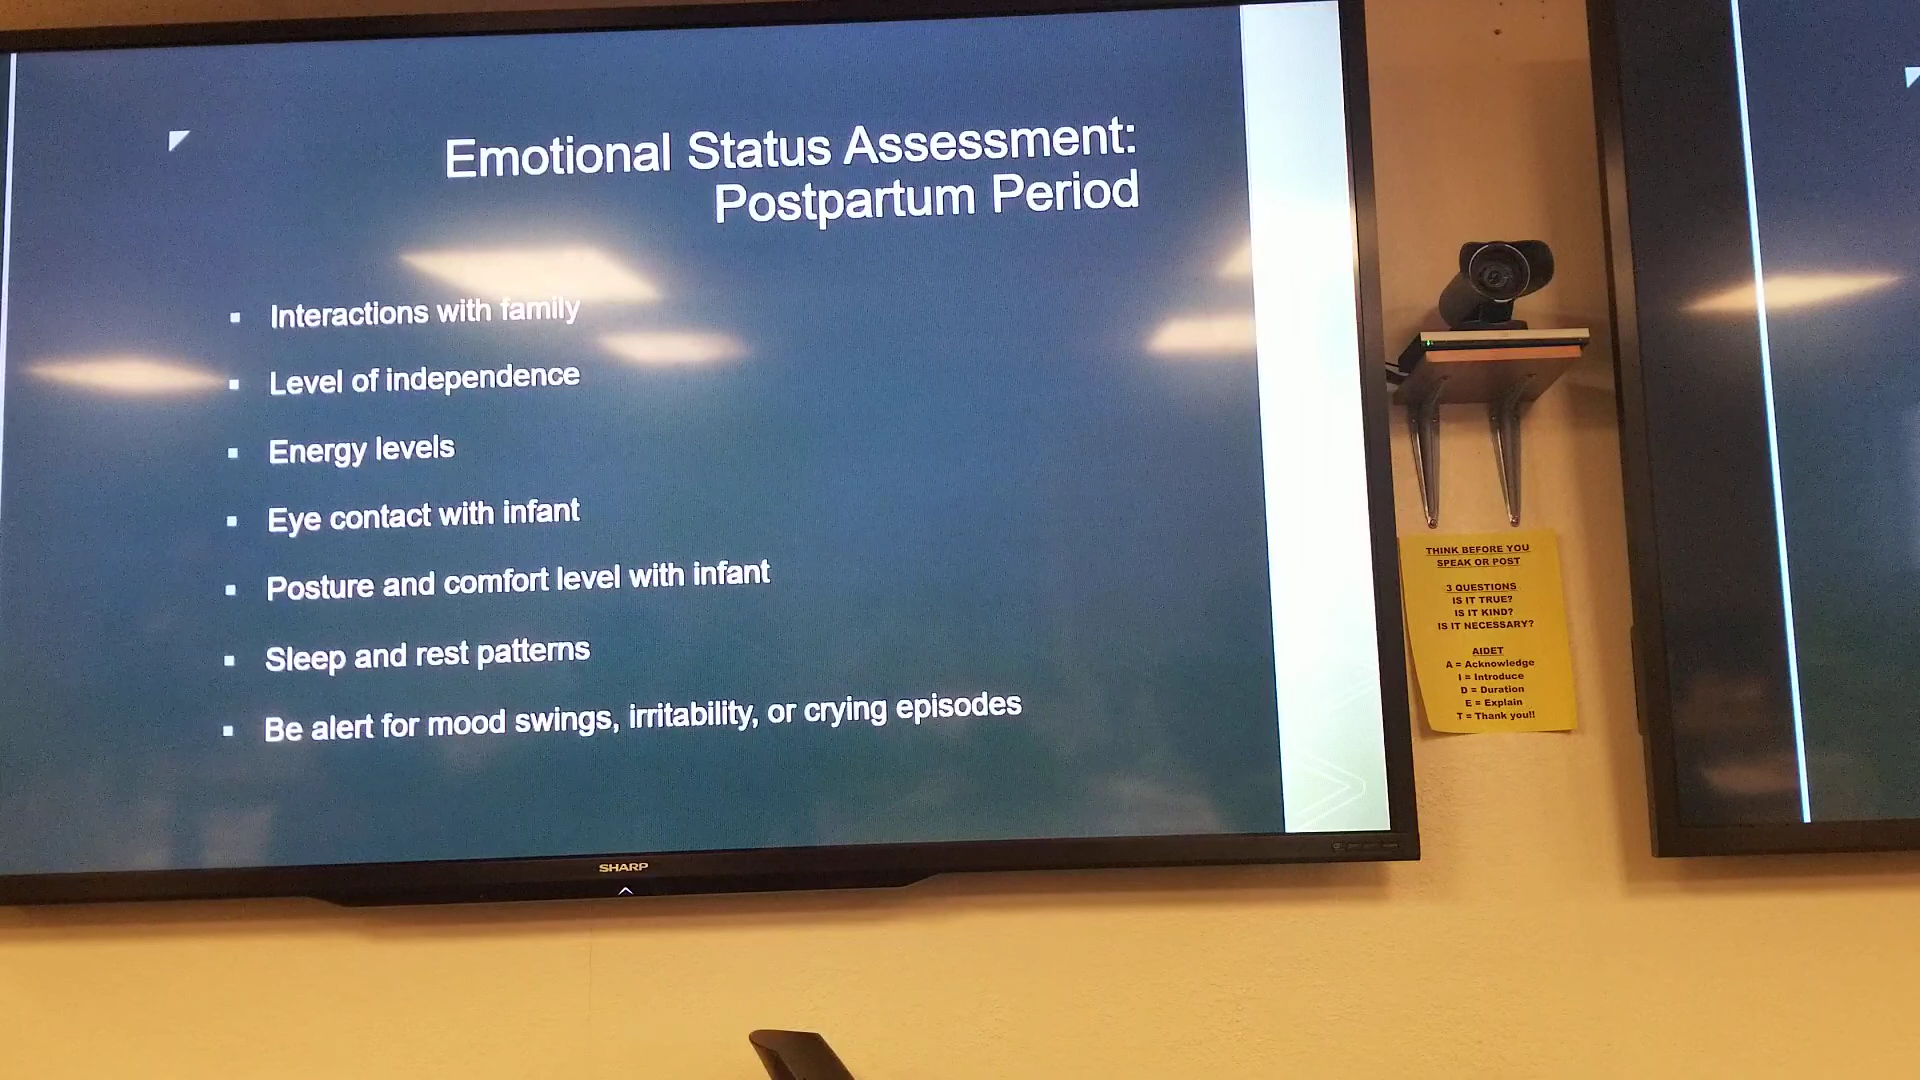 Emotional Status Assessment:
Postpartum Period
Interactions with family
Level of independence
Energy levels
Eye contact with infant
Posture and comfort level with infant
Sleep and rest patterns
Be alert for mood swings, irritability, or crying episodes
SHARP
THINK BEFORE YOU
SPEAK OR POST
3 QUESTIONS
IS IT TRUE?
IS IT KIND?
IS IT NECESSARY?
AIDET
A = Acknowledge
I = Introduce
D = Duration
E = Explain
T = Thank you!!